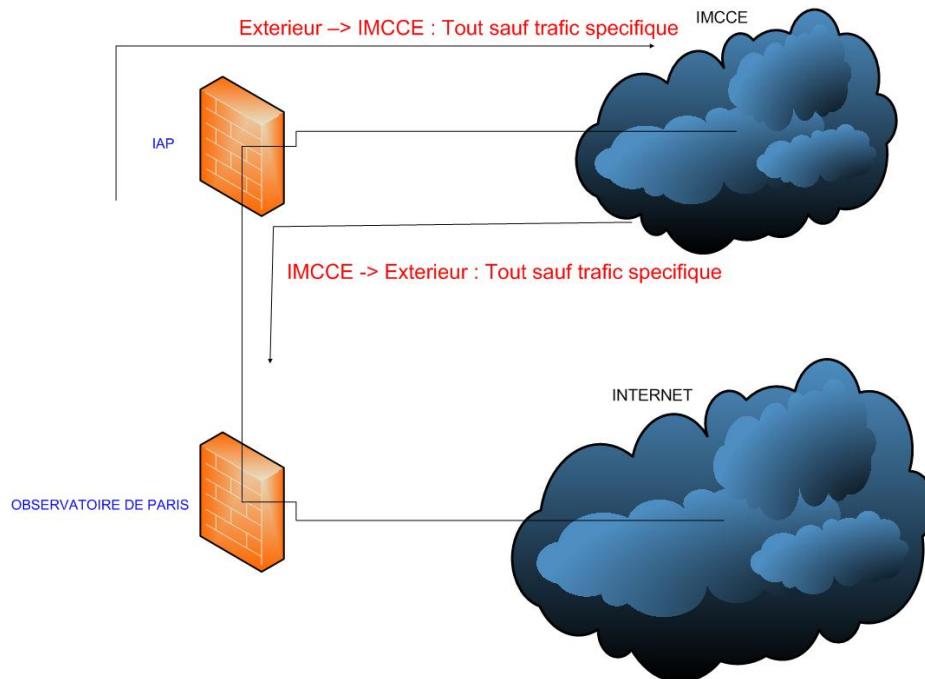 IMCCE
Exterieur –> IMCCE : Tout sauf trafic specifique
IAP
IMCCE -> Exterieur : Tout sauf trafic specifique
INTERNET
OBSERVATOIRE DE PARIS